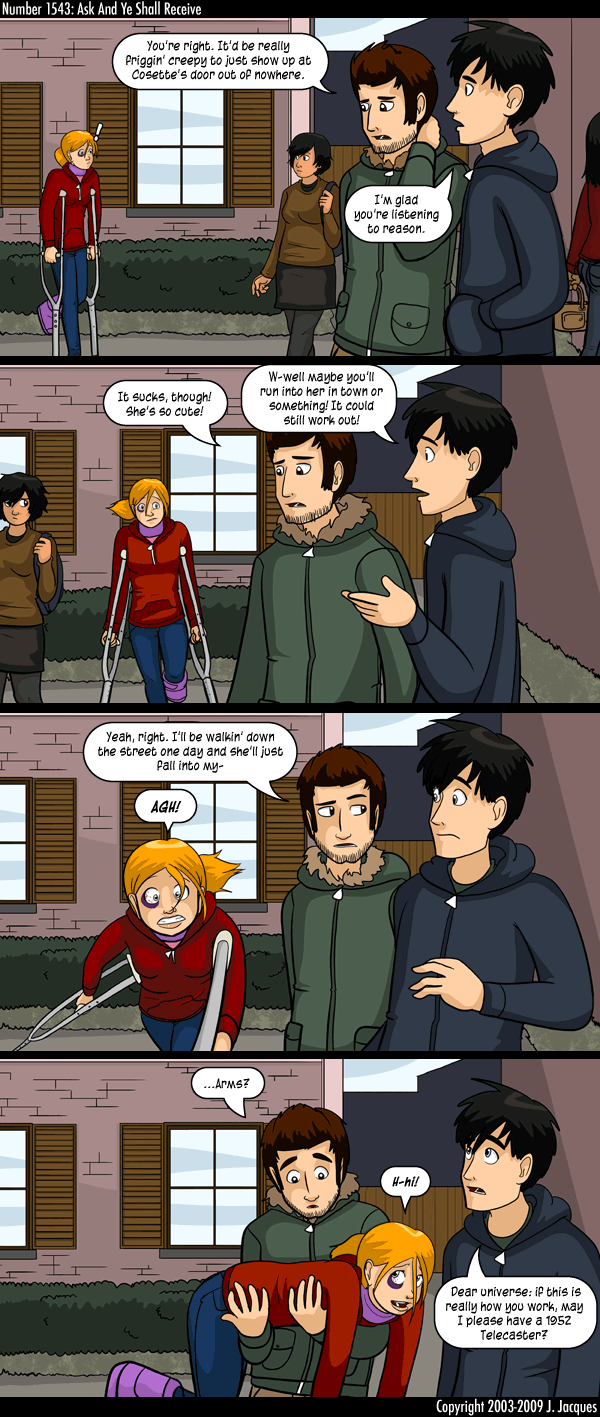 Number 1543: Ask And Ye Shall Receive
You're right. It'd be really
friggin' creepy to just show up at
Cosette's door out of nowhere.
I'm glad
you're listening
to reason.
It sucks, though!
She's so cute!
W-well maybe you'll
run into her in town or
something! It could
still work out!
Yeah, right. I'll be walkin' down
the street one day and she'll just
fall into my-
AGH!
...Arms?
H-hi!
Dear universe: if this is
really how you work, may
I please have a 1952
Telecaster?
Copyright 2003-2009 J. Jacques